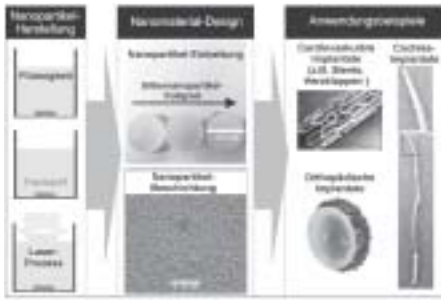 Nanopartikel-
Herstellung
Flüssigkeit
Laser-
Prozess
Nanomaterial-Design
Nanopartikel-Einbettung
Nanopartikel-
Beschichtung
Anwendungsbeispiele
Cardiovaskuläre
Implantate
(z.B. Stents,
Herzklappen)
Cochlea-
Implantate
Orthopädische
Implantate